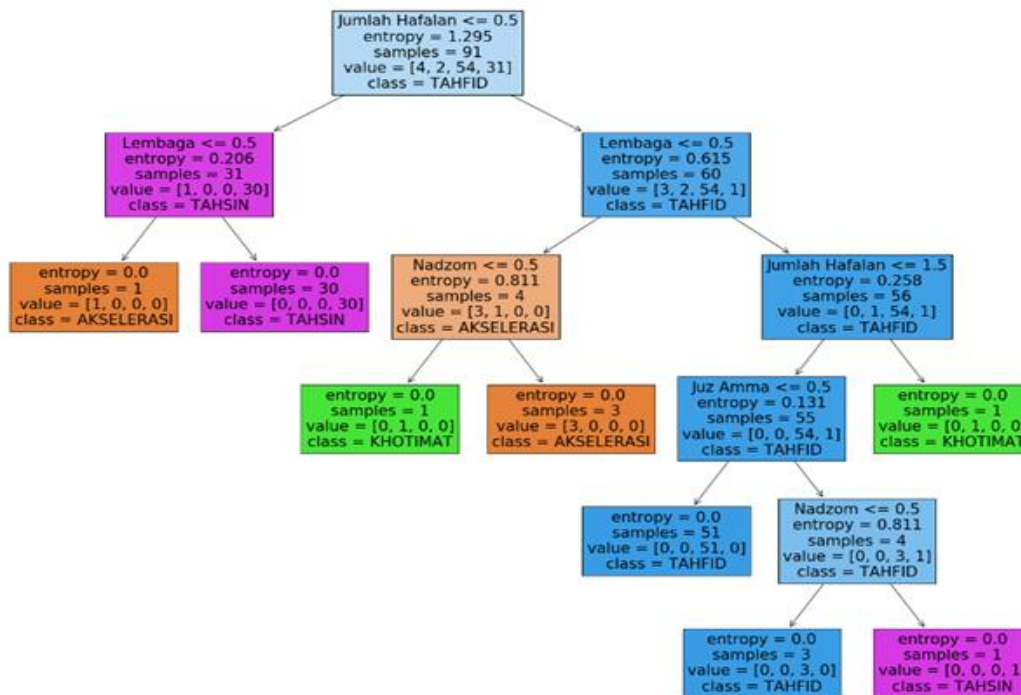 Jumlah Hafalan <= 0.5
entropy = 1.295
samples = 91
value = [4, 2, 54, 31]
class = TAHFID
Lembaga <= 0.5
entropy = 0.206
samples = 31
value = [1, 0, 0, 30]
class = TAHSIN
Lembaga <= 0.5
entropy = 0.615
samples = 60
value = [3, 2, 54, 1]
class = TAHFID
entropy = 0.0
samples = 1
value = [1, 0, 0, 0]
class = AKSELERASI
entropy = 0.0
samples = 30
value = [0, 0, 0, 30]
class = TAHSIN
Nadzom <= 0.5
entropy = 0.811
samples = 4
value = [3, 1, 0, 0]
class = AKSELERASI
Jumlah Hafalan <= 1.5
entropy = 0.258
samples = 56
value = [0, 1, 54, 1]
class = TAHFID
entropy = 0.0
samples = 1
value = [0, 1, 0, 0]
class = KHOTIMAT
entropy = 0.0
samples = 3
value = [3, 0, 0, 0]
class = AKSELERASI
Juz Amma <= 0.5
entropy = 0.131
samples = 55
value = [0, 0, 54, 1]
class = TAHFID
entropy = 0.0
samples = 1
value = [0, 1, 0, 0]
class = KHOTIMAT
entropy = 0.0
samples = 51
value = [0, 0, 51, 0]
class = TAHFID
Nadzom <= 0.5
entropy = 0.811
samples = 4
value = [0, 0, 3, 1]
class = TAHFID
entropy = 0.0
samples = 3
value = [0, 0, 3, 0]
class = TAHFID
entropy = 0.0
samples = 1
value = [0, 0, 0, 1]
class = TAHSIN